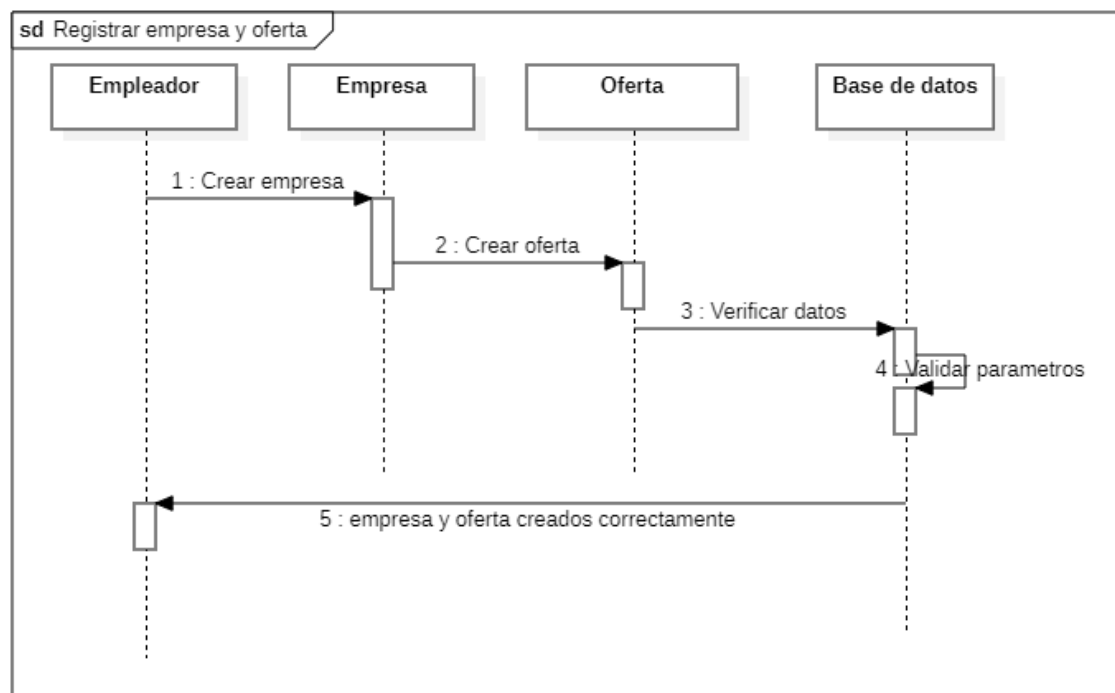 sd Registrar empresa y oferta
Empleador
Empresa
Oferta
Base de datos
1 : Crear empresa
2 : Crear oferta
3 : Verificar datos
4 : Validar parametros
5 : empresa y oferta creados correctamente